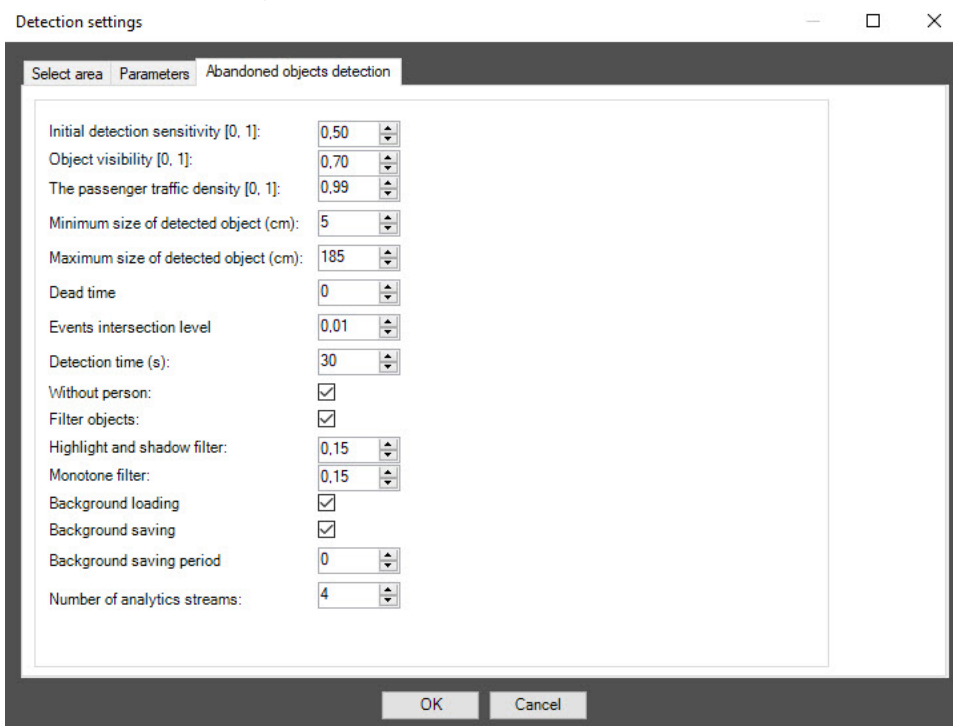 Detection settings
Select area Parameters Abandoned objects detection
Initial detection sensitivity [0, 1]: 0,50
Object visibility [0, 1]: 0,70
The passenger traffic density [0, 1]: 0,99
Minimum size of detected object (cm): 5
Maximum size of detected object (cm): 185
Dead time 0
Events intersection level 0,01
Detection time (s): 30
Without person:
Filter objects:
Highlight and shadow filter: 0,15
Monotone filter: 0,15
Background loading
Background saving
Background saving period 0
Number of analytics streams: 4
OK Cancel